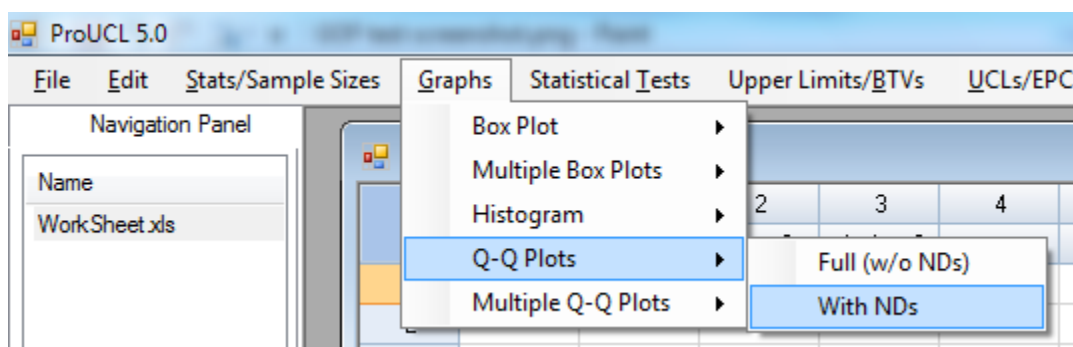 ProUCL 5.0
File Edit Stats/Sample Sizes Graphs Statistical Tests Upper Limits/BTVs UCLs/EPC
Navigation Panel
Name
WorkSheet.xls
Box Plot
Multiple Box Plots
Histogram
Q-Q Plots
Multiple Q-Q Plots
2 3 4
Full (w/o NDs)
With NDs